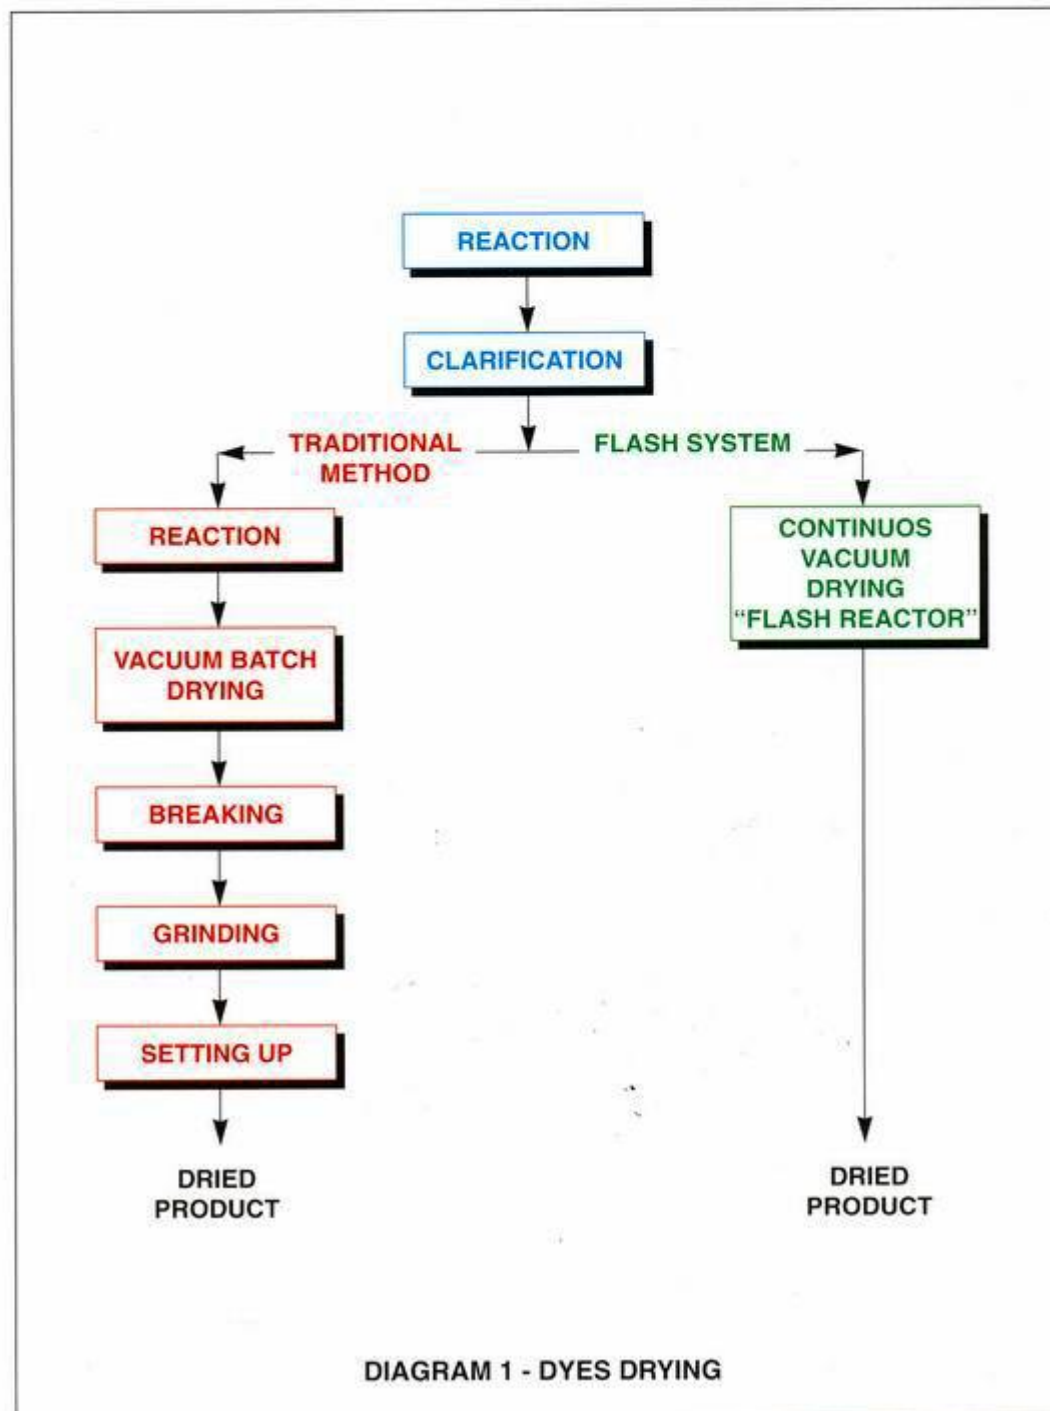 REACTION
CLARIFICATION
TRADITIONAL
METHOD
FLASH SYSTEM
REACTION
VACUUM BATCH
DRYING
BREAKING
GRINDING
SETTING UP
DRIED
PRODUCT
CONTINUOS
VACUUM
DRYING
“FLASH REACTOR”
DRIED
PRODUCT
DIAGRAM 1 - DYES DRYING